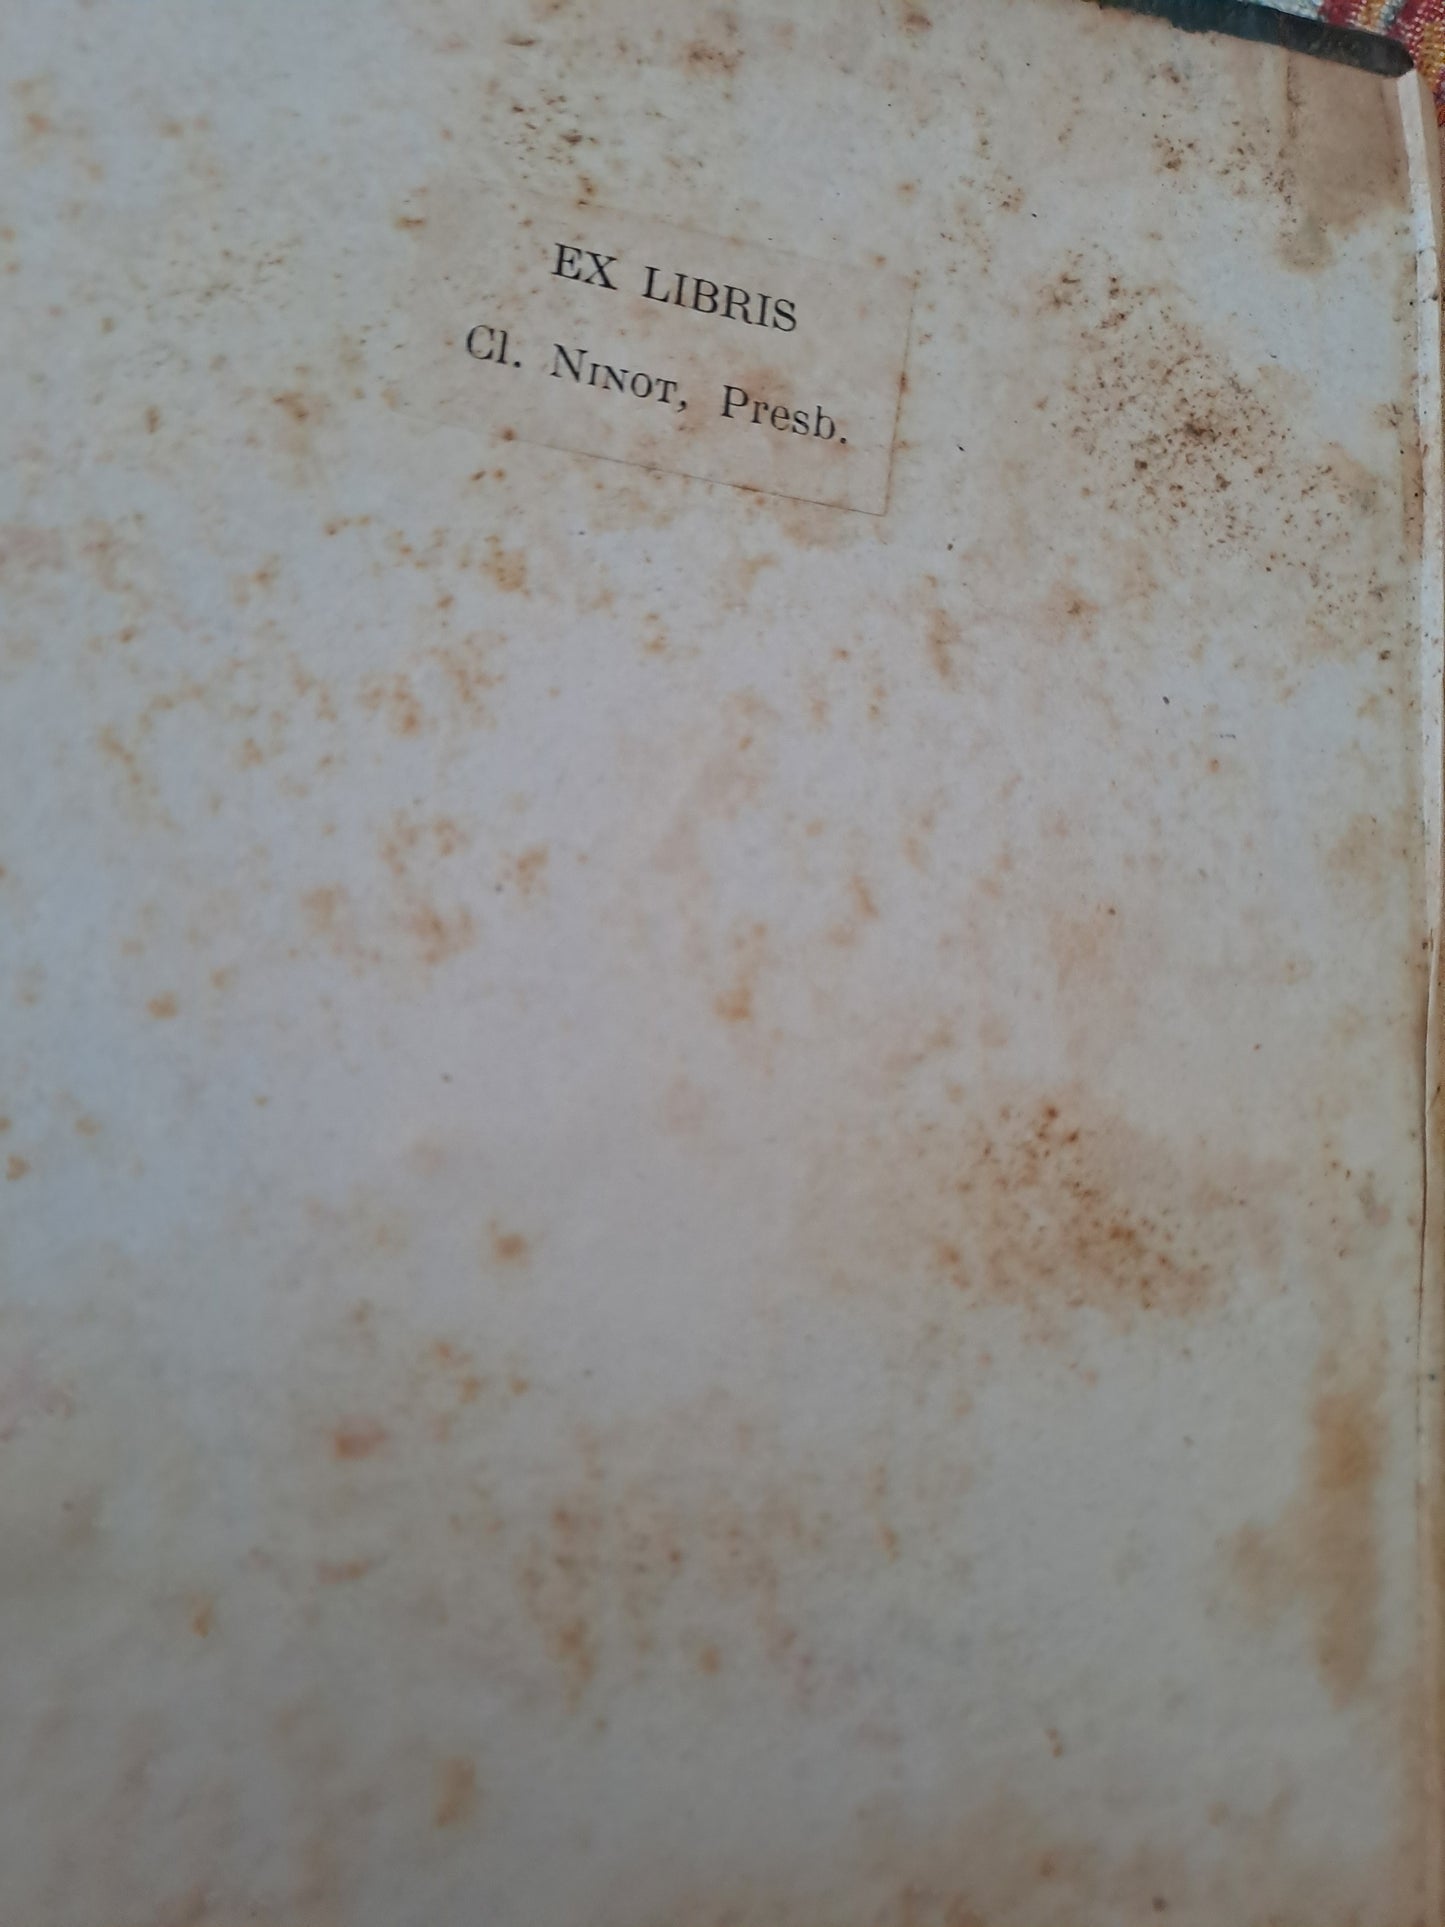 EX LIBRIS
Cl. Ninot, Presb.